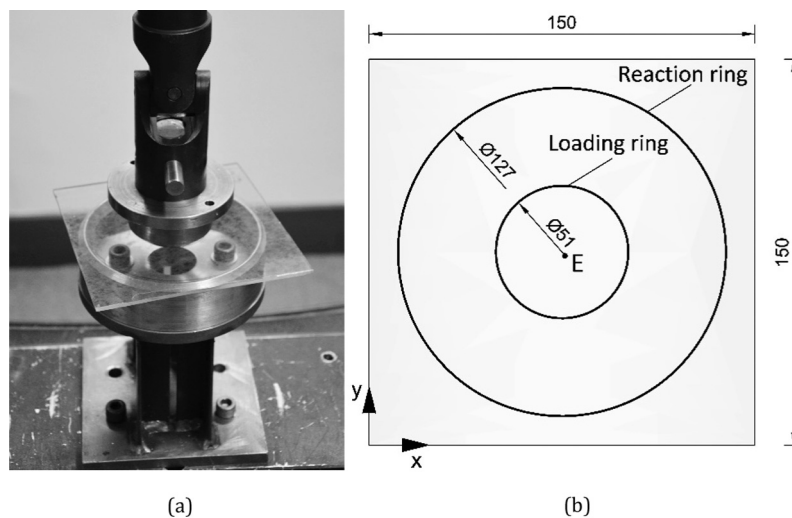 150
Reaction ring
Loading ring
Ø127
Ø51
E
150
y
x
(a)
(b)